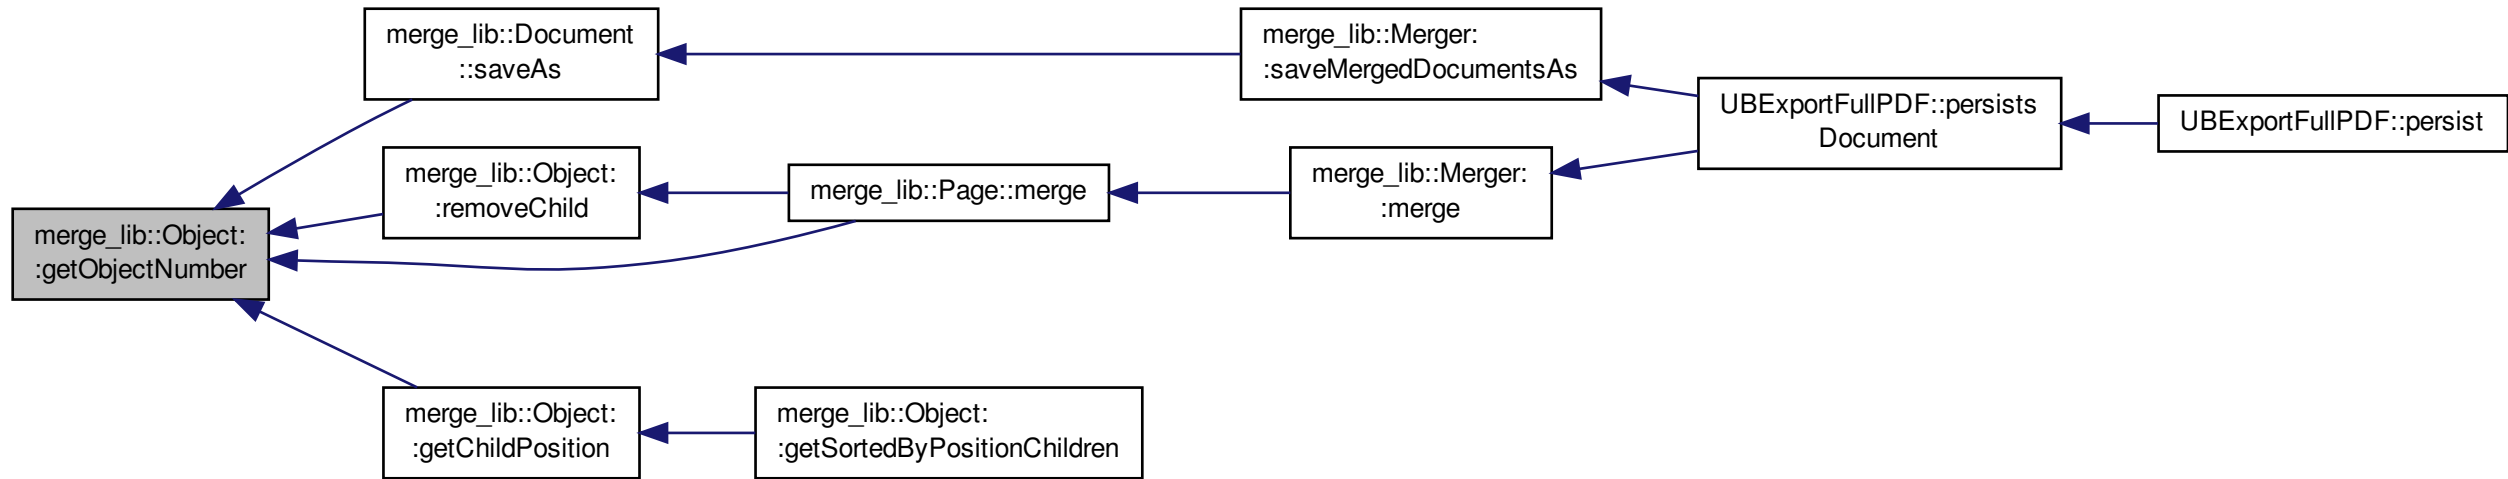 merge_lib::Document
::saveAs
merge_lib::Merger:
:saveMergedDocumentsAs
UBExportFullPDF::persists
Document
UBExportFullPDF::persist
merge_lib::Object:
:removeChild
merge_lib::Page::merge
merge_lib::Merger:
:merge
merge_lib::Object:
:getObjectNumber
merge_lib::Object:
:getChildPosition
merge_lib::Object:
:getSortedByPositionChildren